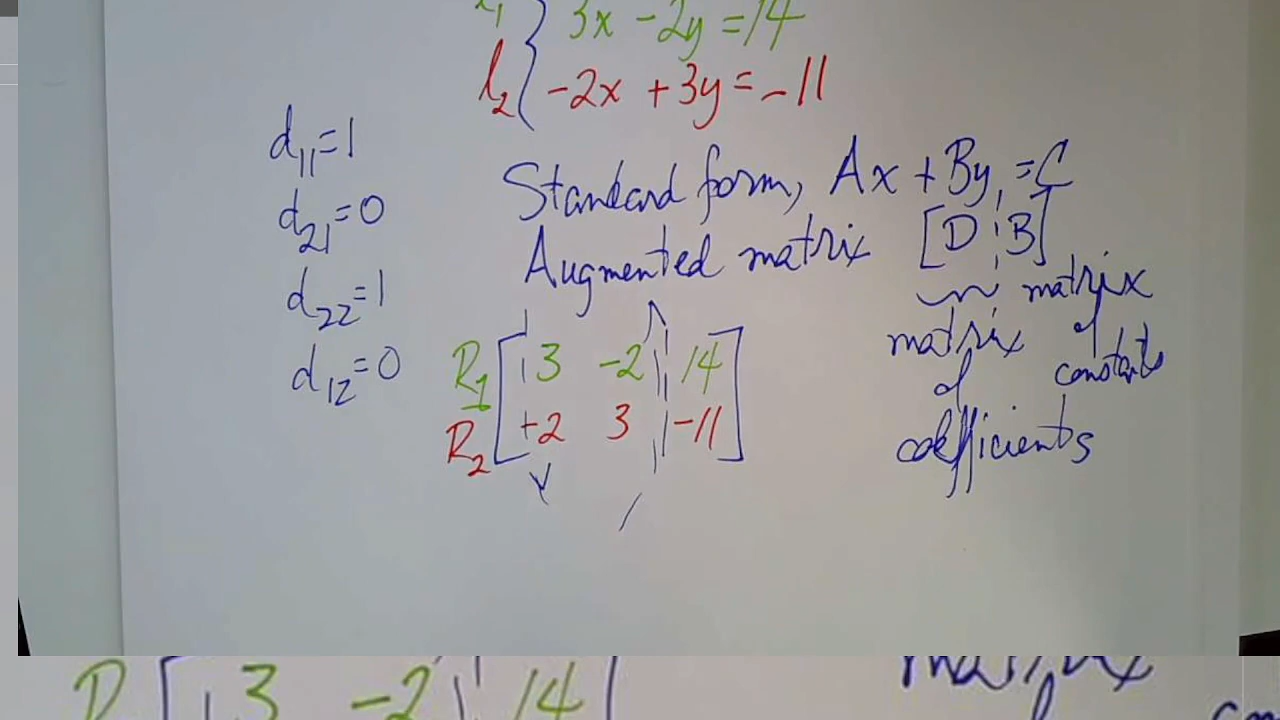 l₁ { 3x -2y =14
l₂ { -2x +3y = -11
d₁₁=1
d₂₁=0
d₂₂=1
d₁₂=0
Standard form, Ax + By = C
Augmented matrix [D ¦ B]
matrix of coefficients
matrix of constants
R₁ [ 3 -2 | 14 ]
R₂ [ +2 3 | -11 ]
3 -2 | 14
matrix